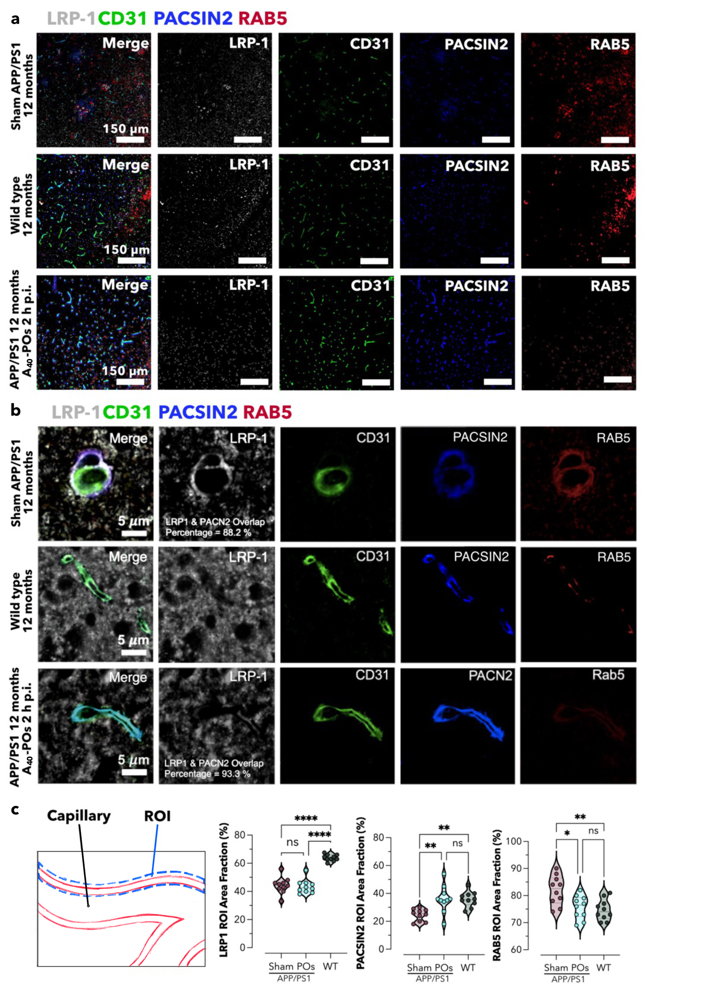 a
LRP-1 CD31 PACSIN2 RAB5
Sham APP/PS1
12 months
Merge
150 µm
LRP-1
CD31
PACSIN2
RAB5
Wild type
12 months
Merge
150 µm
LRP-1
CD31
PACSIN2
RAB5
APP/PS1 12 months
A40-POs 2 h p.i.
Merge
150 µm
LRP-1
CD31
PACSIN2
RAB5
b
LRP-1 CD31 PACSIN2 RAB5
Sham APP/PS1
12 months
Merge
5 µm
LRP-1
LRP1 & PACN2 Overlap
Percentage = 88.2 %
CD31
PACSIN2
RAB5
Wild type
12 months
Merge
5 µm
LRP-1
CD31
PACSIN2
RAB5
APP/PS1 12 months
A40-POs 2 h p.i.
Merge
5 µm
LRP-1
LRP1 & PACN2 Overlap
Percentage = 93.3 %
CD31
PACN2
Rab5
c
Capillary
ROI
LRP1 ROI Area Fraction (%)
80
60
40
20
0
****
****
ns
Sham POs WT
APP/PS1
PACSIN2 ROI Area Fraction (%)
80
60
40
20
0
**
**
ns
Sham POs WT
APP/PS1
RAB5 ROI Area Fraction (%)
100
90
80
70
60
**
*
ns
Sham POs WT
APP/PS1